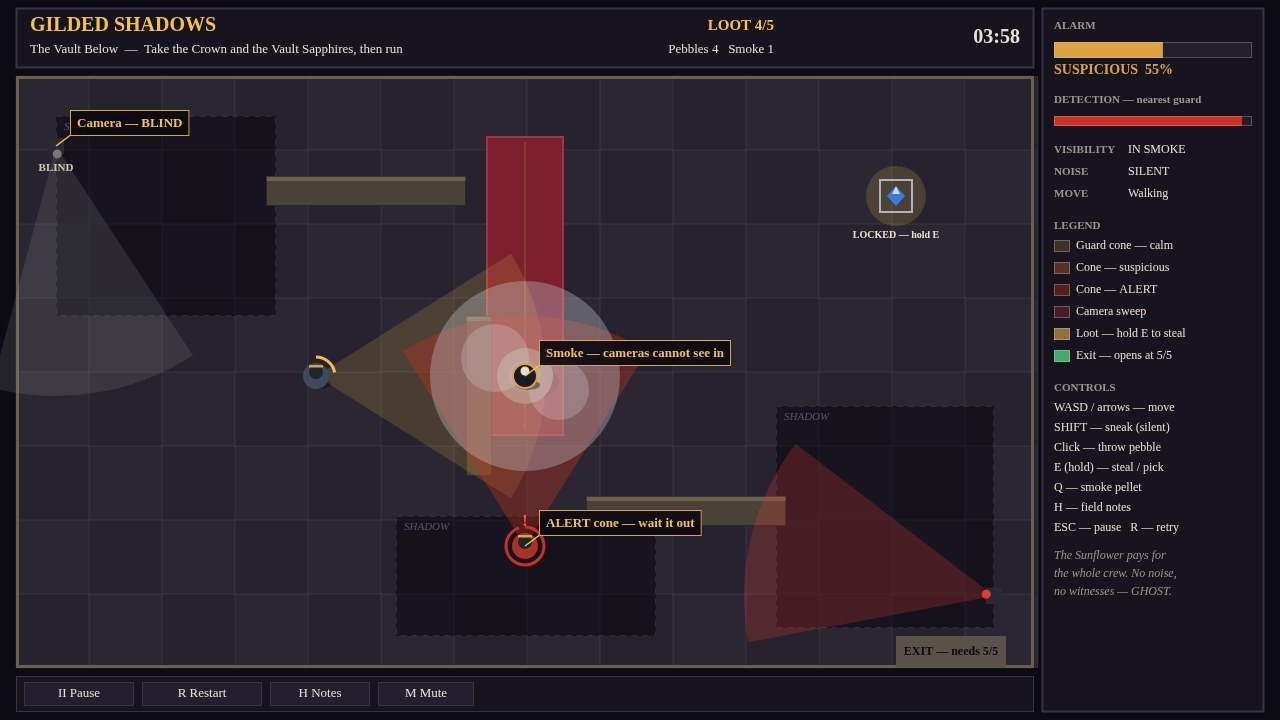 GILDED SHADOWS
The Vault Below — Take the Crown and the Vault Sapphires, then run
LOOT 4/5
Pebbles 4 Smoke 1
03:58
Camera — BLIND
BLIND
LOCKED — hold E
Smoke — cameras cannot see in
SHADOW
SHADOW
!
ALERT cone — wait it out
EXIT — needs 5/5
II Pause
R Restart
H Notes
M Mute
ALARM
SUSPICIOUS 55%
DETECTION — nearest guard
VISIBILITY IN SMOKE
NOISE SILENT
MOVE Walking
LEGEND
Guard cone — calm
Cone — suspicious
Cone — ALERT
Camera sweep
Loot — hold E to steal
Exit — opens at 5/5
CONTROLS
WASD / arrows — move
SHIFT — sneak (silent)
Click — throw pebble
E (hold) — steal / pick
Q — smoke pellet
H — field notes
ESC — pause R — retry
The Sunflower pays for
the whole crew. No noise,
no witnesses — GHOST.